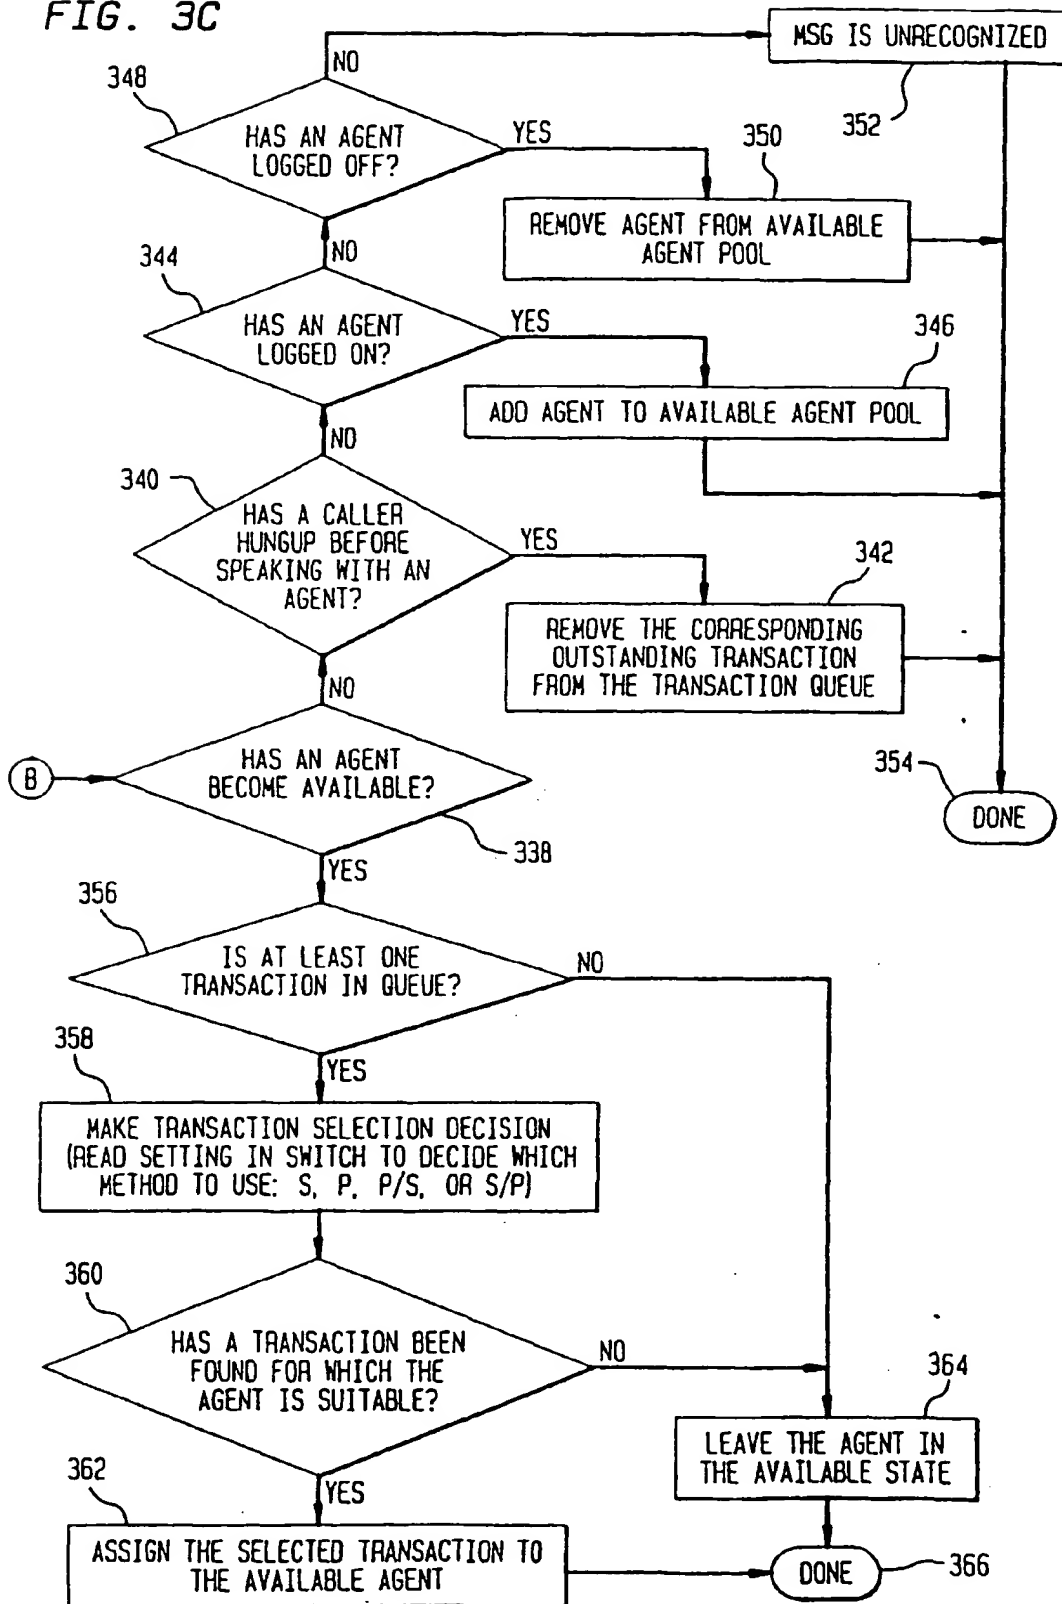 FIG. 3C
MSG IS UNRECOGNIZED
NO
348
352
HAS AN AGENT
LOGGED OFF?
YES
350
REMOVE AGENT FROM AVAILABLE
AGENT POOL
NO
344
HAS AN AGENT
LOGGED ON?
YES
346
ADD AGENT TO AVAILABLE AGENT POOL
NO
340
HAS A CALLER
HUNGUP BEFORE
SPEAKING WITH AN
AGENT?
YES
342
REMOVE THE CORRESPONDING
OUTSTANDING TRANSACTION
FROM THE TRANSACTION QUEUE
NO
B
HAS AN AGENT
BECOME AVAILABLE?
338
354
DONE
YES
356
IS AT LEAST ONE
TRANSACTION IN QUEUE?
NO
YES
358
MAKE TRANSACTION SELECTION DECISION
(READ SETTING IN SWITCH TO DECIDE WHICH
METHOD TO USE: S, P, P/S, OR S/P)
360
HAS A TRANSACTION BEEN
FOUND FOR WHICH THE
AGENT IS SUITABLE?
NO
364
LEAVE THE AGENT IN
THE AVAILABLE STATE
YES
362
ASSIGN THE SELECTED TRANSACTION TO
THE AVAILABLE AGENT
DONE
366